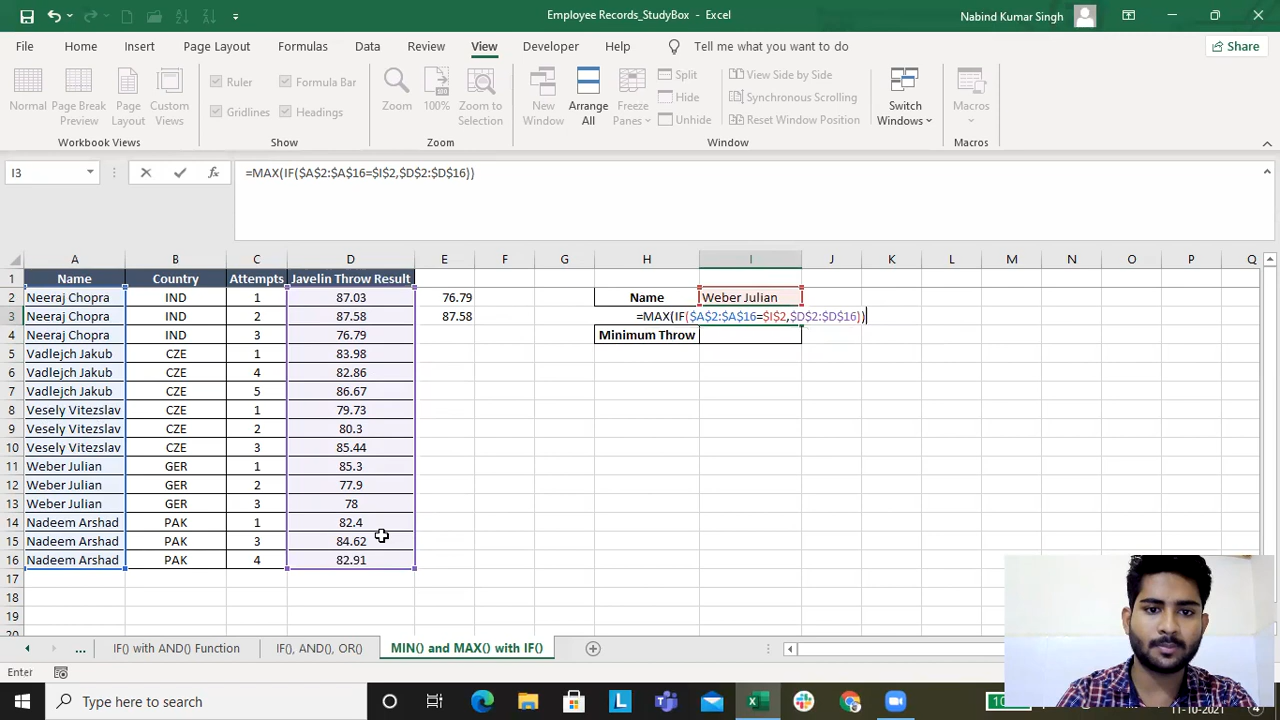 Employee Records_StudyBox - Excel
Nabind Kumar Singh
File Home Insert Page Layout Formulas Data Review View Developer Help Tell me what you want to do Share
Normal
Page Break Preview
Page Layout
Custom Views
Workbook Views
Ruler
Formula Bar
Gridlines
Headings
Show
Zoom
100%
Zoom to Selection
Zoom
New Window
Arrange All
Freeze Panes
Split
Hide
Unhide
View Side by Side
Synchronous Scrolling
Reset Window Position
Window
Switch Windows
Macros
Macros
I3 fx =MAX(IF($A$2:$A$16=$I$2,$D$2:$D$16))
A B C D E F G H I J K L M N O P Q
1 Name Country Attempts Javelin Throw Result
2 Neeraj Chopra IND 1 87.03 76.79 Name Weber Julian
3 Neeraj Chopra IND 2 87.58 87.58 =MAX(IF($A$2:$A$16=$I$2,$D$2:$D$16))
4 Neeraj Chopra IND 3 76.79 Minimum Throw
5 Vadlejch Jakub CZE 1 83.98
6 Vadlejch Jakub CZE 4 82.86
7 Vadlejch Jakub CZE 5 86.67
8 Vesely Vitezslav CZE 1 79.73
9 Vesely Vitezslav CZE 2 80.3
10 Vesely Vitezslav CZE 3 85.44
11 Weber Julian GER 1 85.3
12 Weber Julian GER 2 77.9
13 Weber Julian GER 3 78
14 Nadeem Arshad PAK 1 82.4
15 Nadeem Arshad PAK 3 84.62
16 Nadeem Arshad PAK 4 82.91
17
18
19
... IF() with AND() Function IF(), AND(), OR() MIN() and MAX() with IF()
Enter
Type here to search
11-10-2021